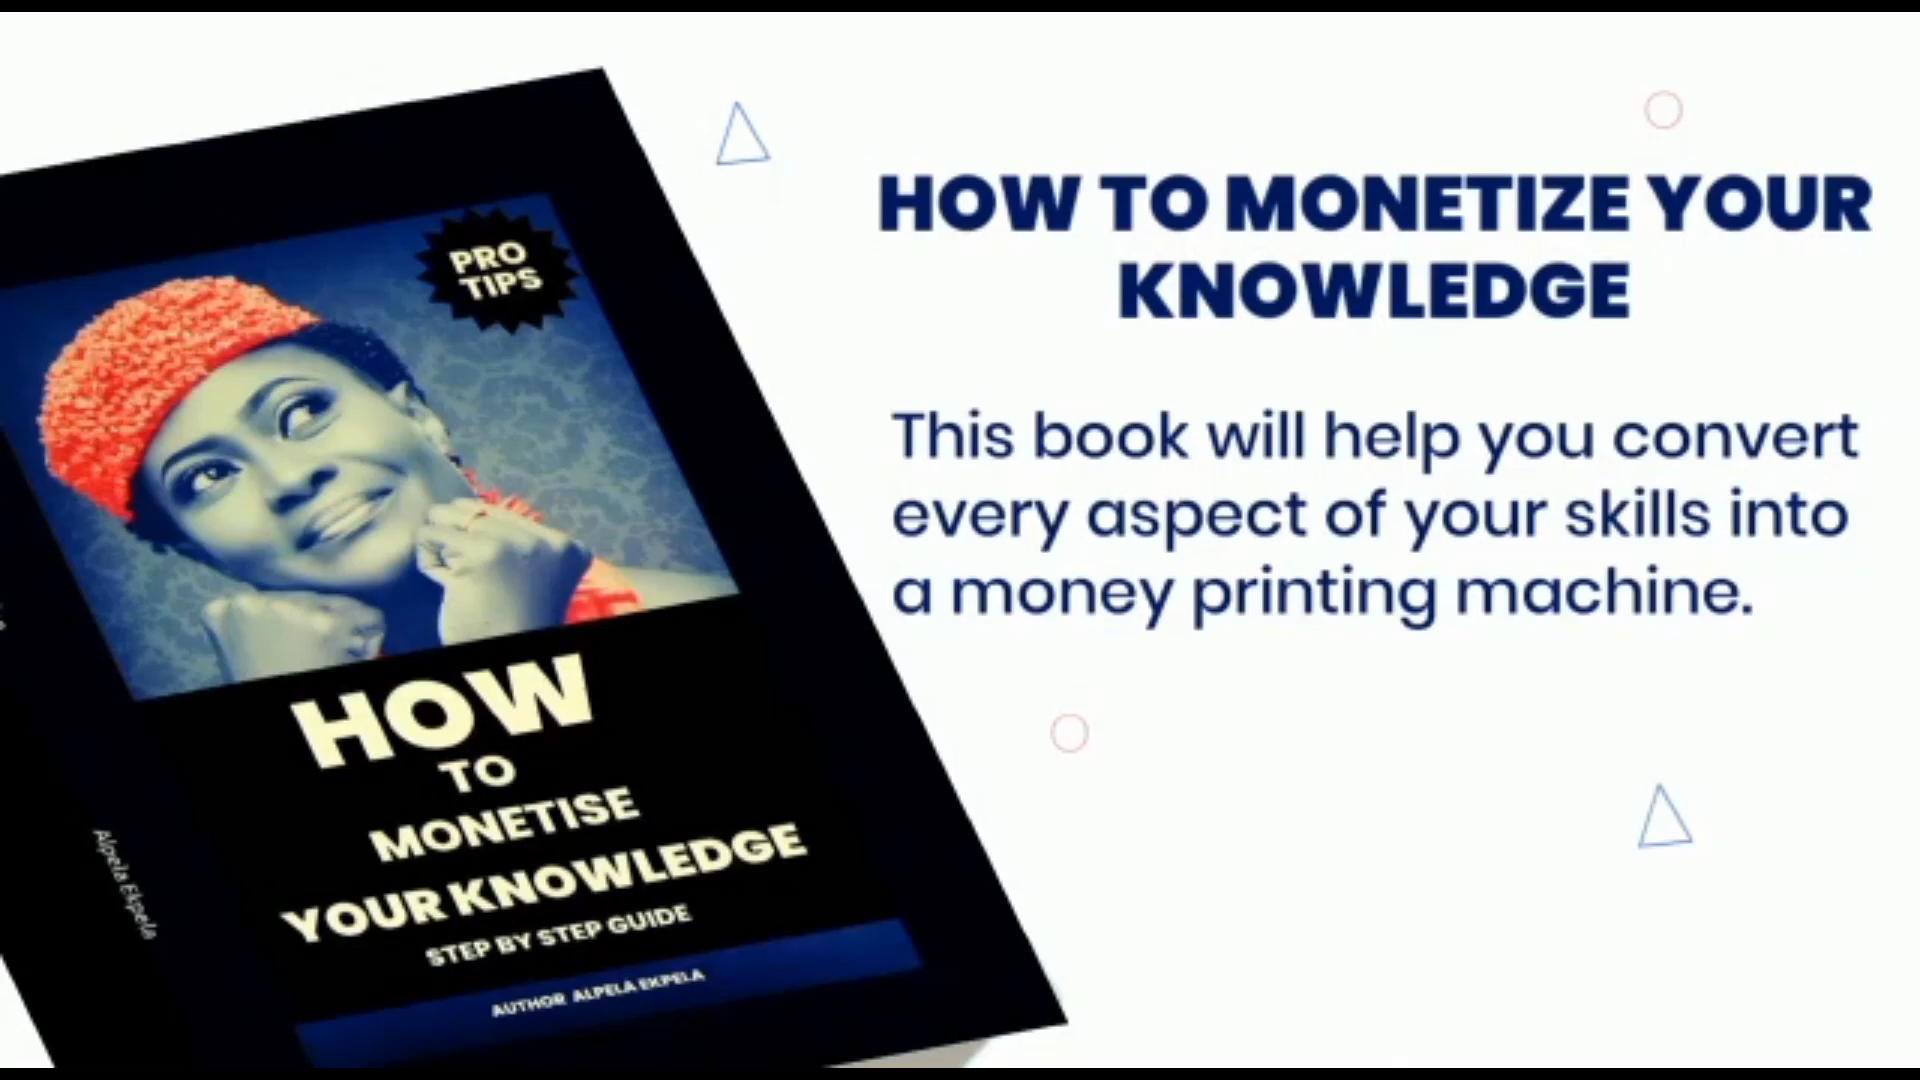 PRO
TIPS
HOW
TO
MONETISE
YOUR KNOWLEDGE
STEP BY STEP GUIDE
AUTHOR ALPELA EKPELA
Alpela Ekpela
HOW TO MONETIZE YOUR
KNOWLEDGE
This book will help you convert
every aspect of your skills into
a money printing machine.